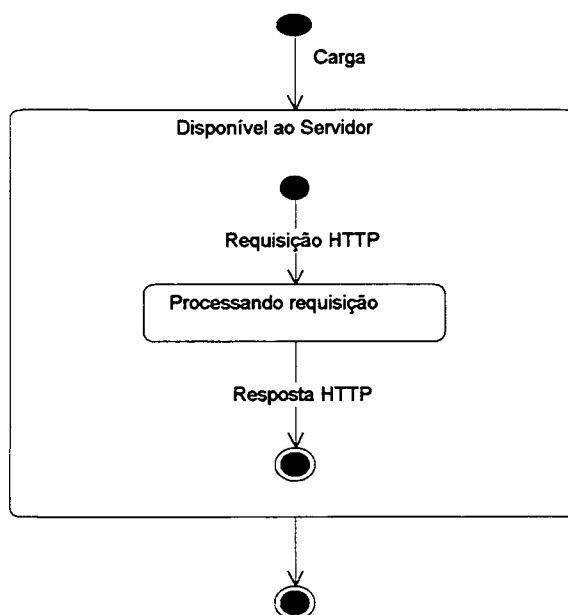 Carga
Disponível ao Servidor
Requisição HTTP
Processando requisição
Resposta HTTP